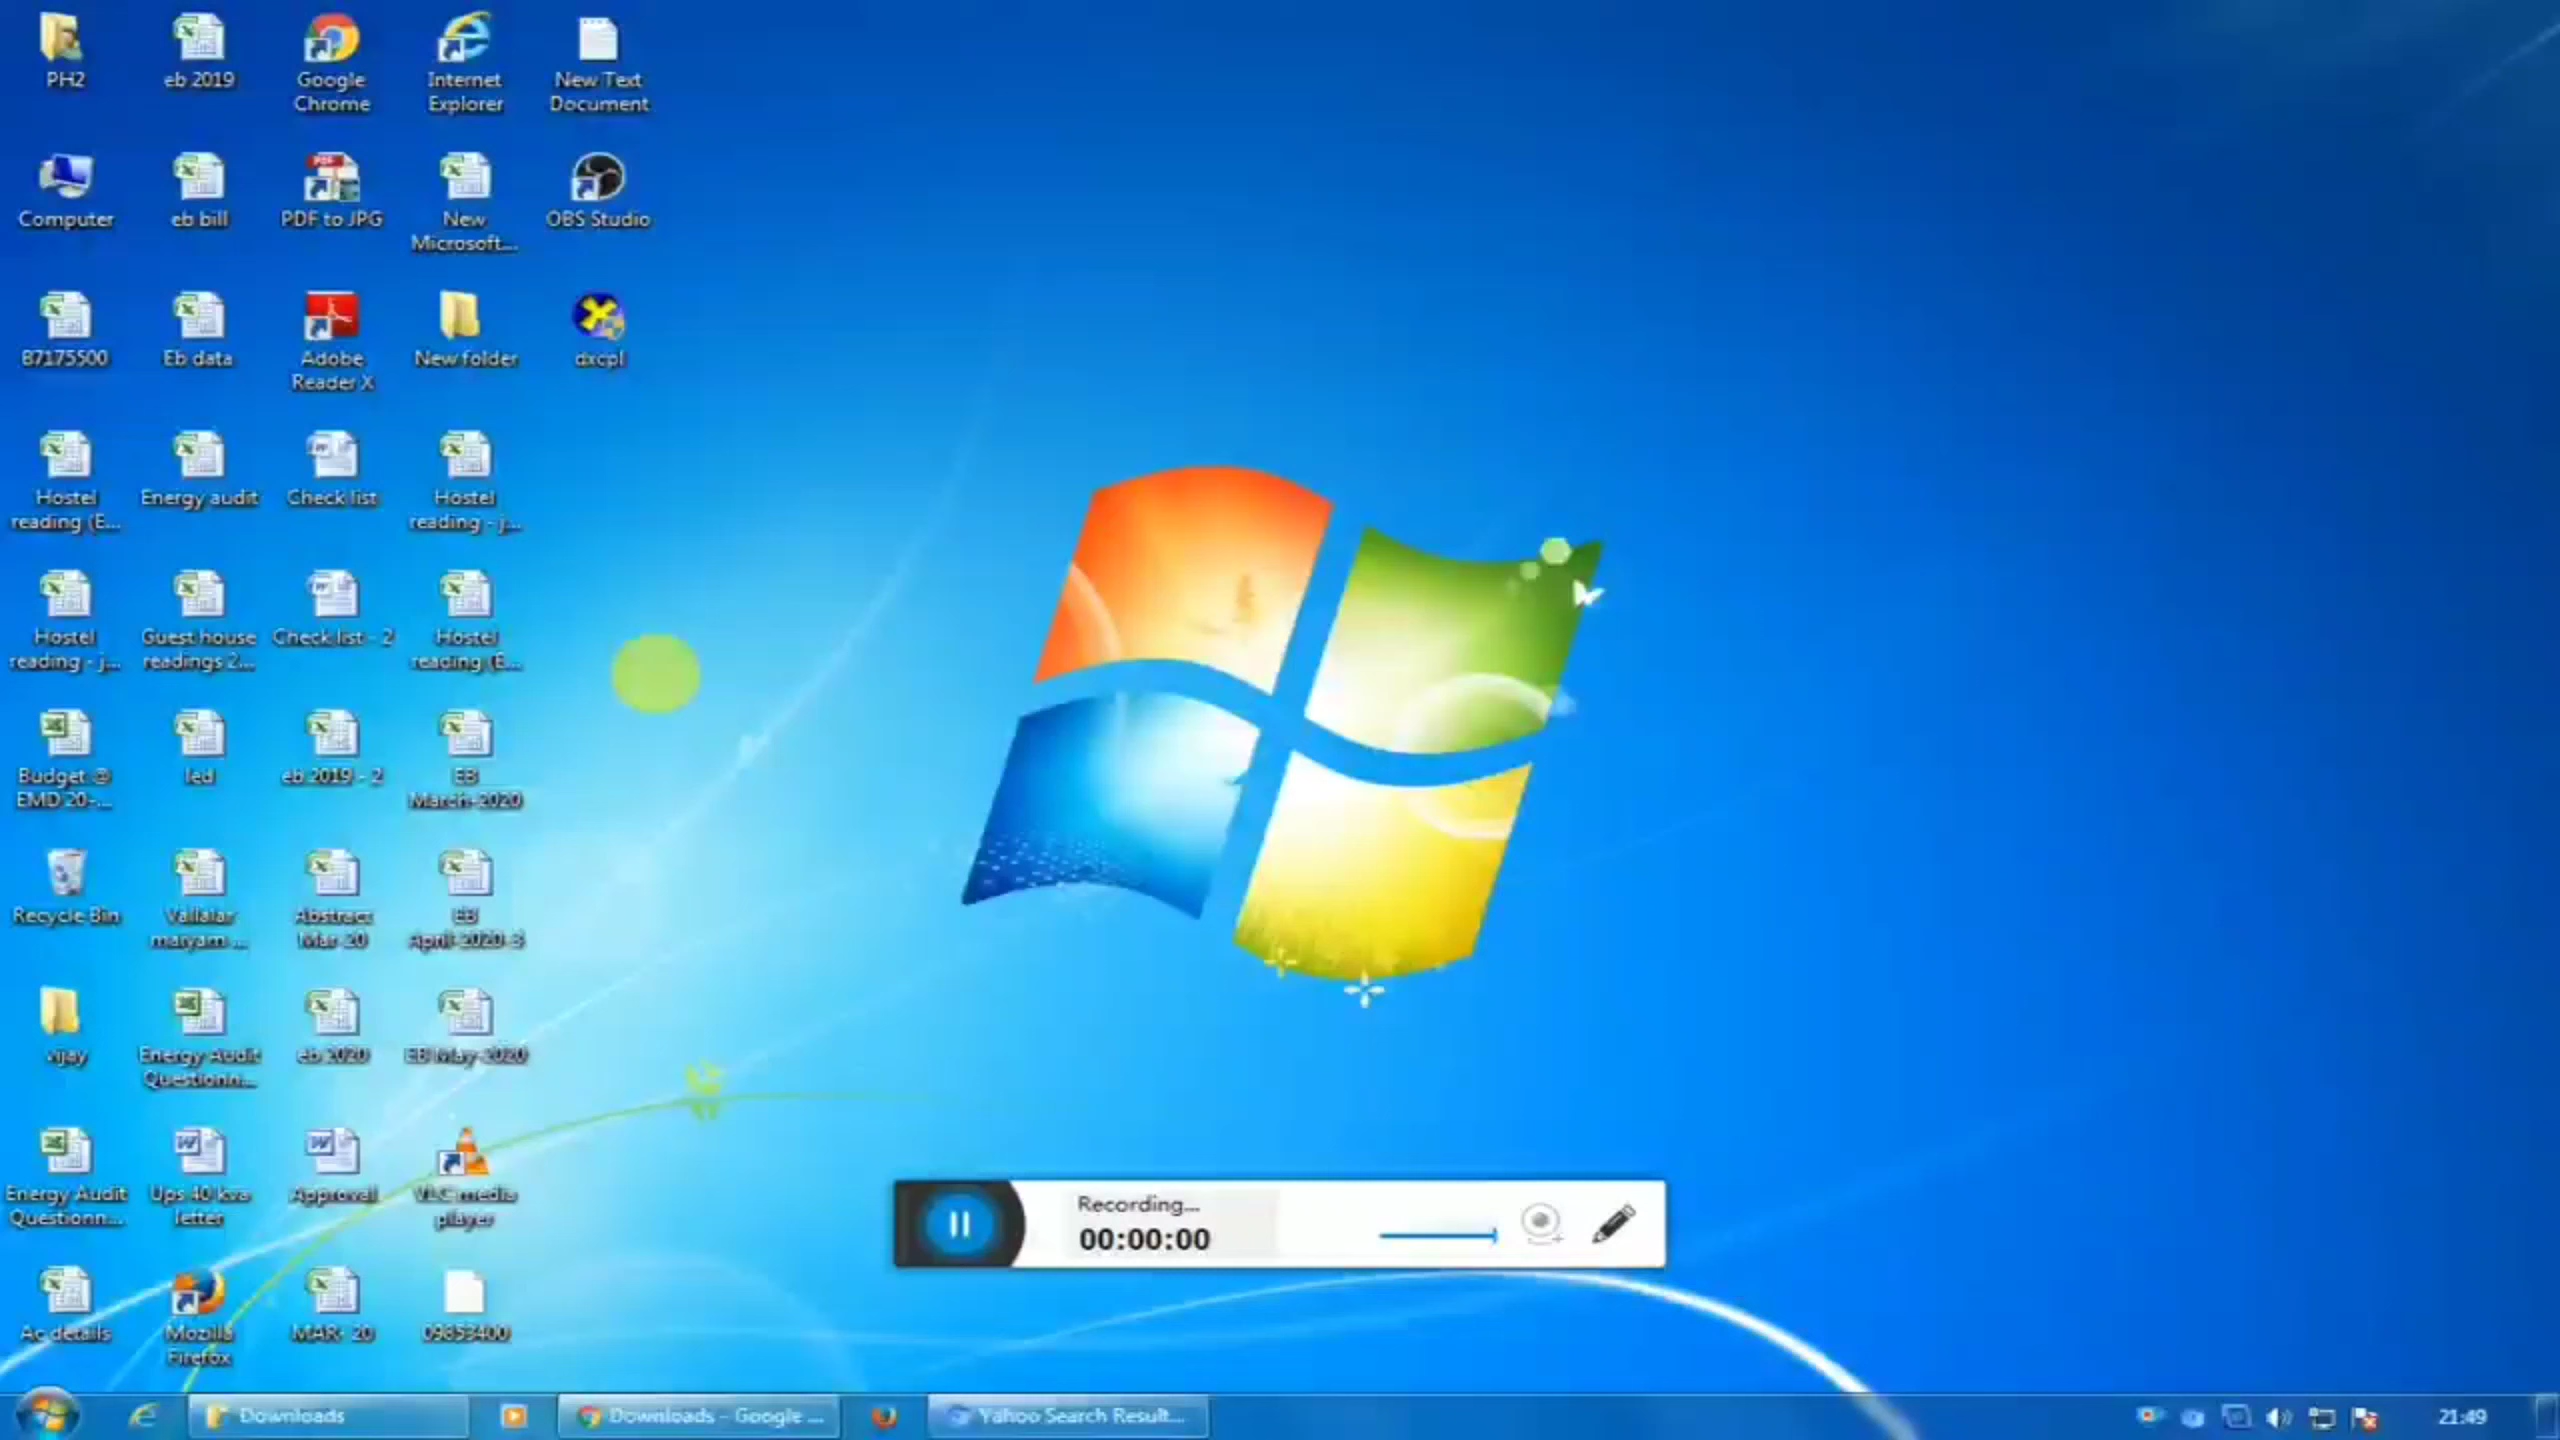 PH2
eb 2019
Google
Chrome
Internet
Explorer
New Text
Document
Computer
eb bill
PDF to JPG
New
Microsoft...
OBS Studio
87175500
Eb data
Adobe
Reader X
New folder
dxcpl
Hostel
reading (E...
Energy audit
Check list
Hostel
reading - j...
Hostel
reading - j...
Guest house
readings 2...
Check list - 2
Hostel
reading (E...
Budget @
EMD 20-...
led
eb 2019 - 2
EB
March-2020
Recycle Bin
Vallalar
maiyam ...
Abstract
Mar-20
EB
April-2020-3
vijay
Energy Audit
Questionn...
eb 2020
EB May-2020
Energy Audit
Questionn...
Ups 40 kva
letter
Approval
VLC media
player
Recording...
00:00:00
Ac details
Mozilla
Firefox
MAR- 20
09853400
Downloads
Downloads - Google ...
Yahoo Search Result...
21:49